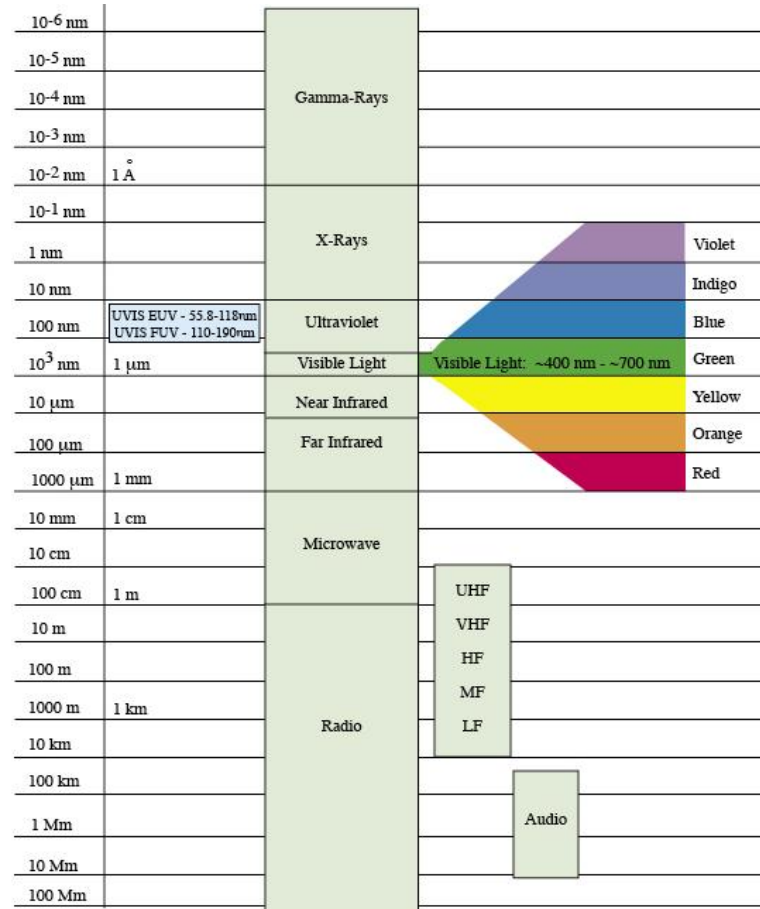 10-6 nm
10-5 nm
10-4 nm
Gamma-Rays
10-3 nm
10-2 nm 1 Å
10-1 nm
X-Rays
Violet
1 nm
Indigo
10 nm
UVIS EUV - 55.8-118nm
UVIS FUV - 110-190nm
100 nm
Ultraviolet
Blue
103 nm 1 μm
Visible Light
Visible Light: ~400 nm - ~700 nm
Green
10 μm
Near Infrared
Yellow
100 μm
Far Infrared
Orange
1000 μm 1 mm
Red
10 mm 1 cm
Microwave
10 cm
100 cm 1 m
UHF
10 m
VHF
100 m
HF
1000 m 1 km
MF
Radio
LF
10 km
100 km
1 Mm
Audio
10 Mm
100 Mm